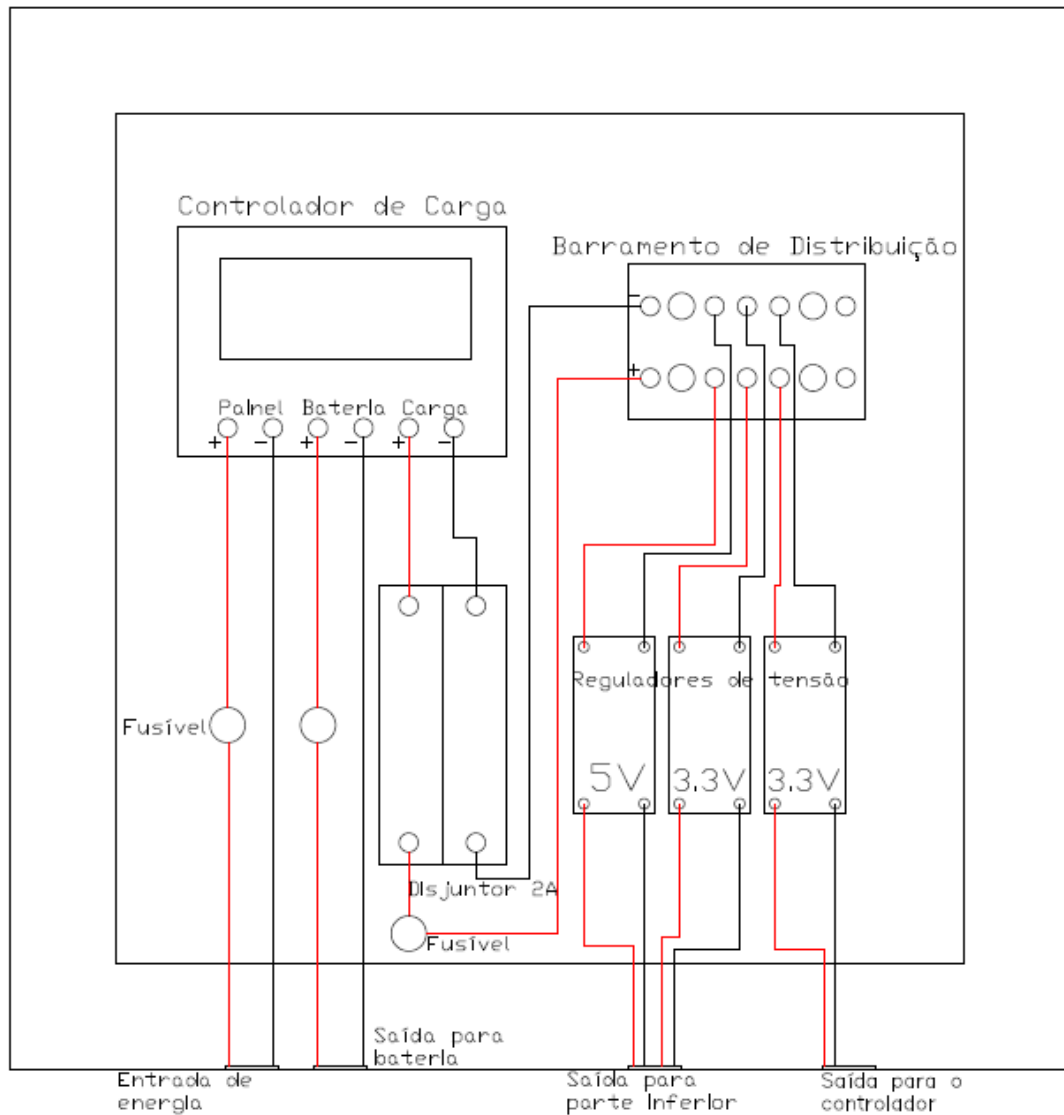 Controlador de Carga
Barramento de Distribuição
-
+
Painel Bateria Carga
+ - + - + -
Reguladores de tensão
Fusível
5V 3.3V 3.3V
Disjuntor 2A
Fusível
Saída para
bateria
Entrada de
energia
Saída para
parte Inferior
Saída para o
controlador